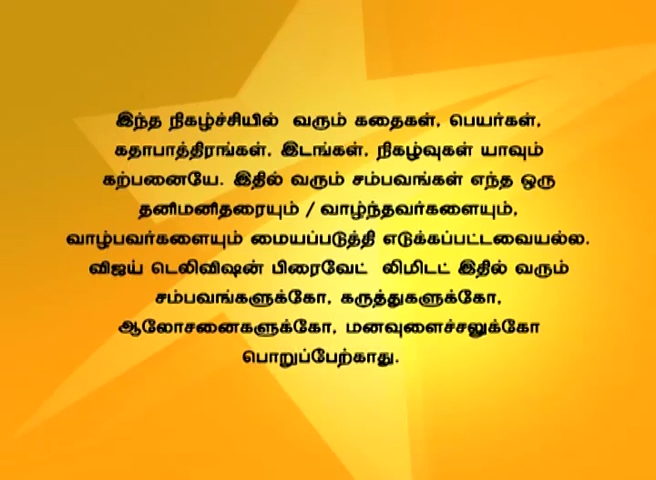 இந்த நிகழ்ச்சியில் வரும் கதைகள், பெயர்கள்,
கதாபாத்திரங்கள், இடங்கள், நிகழ்வுகள் யாவும்
கற்பனையே. இதில் வரும் சம்பவங்கள் எந்த ஒரு
தனிமனிதரையும் / வாழ்ந்தவர்களையும்,
வாழ்பவர்களையும் மையப்படுத்தி எடுக்கப்பட்டவையல்ல.
விஜய் டெலிவிஷன் பிரைவேட் லிமிடட் இதில் வரும்
சம்பவங்களுக்கோ, கருத்துகளுக்கோ,
ஆலோசனைகளுக்கோ, மனவுளைச்சலுக்கோ
பொறுப்பேற்காது.